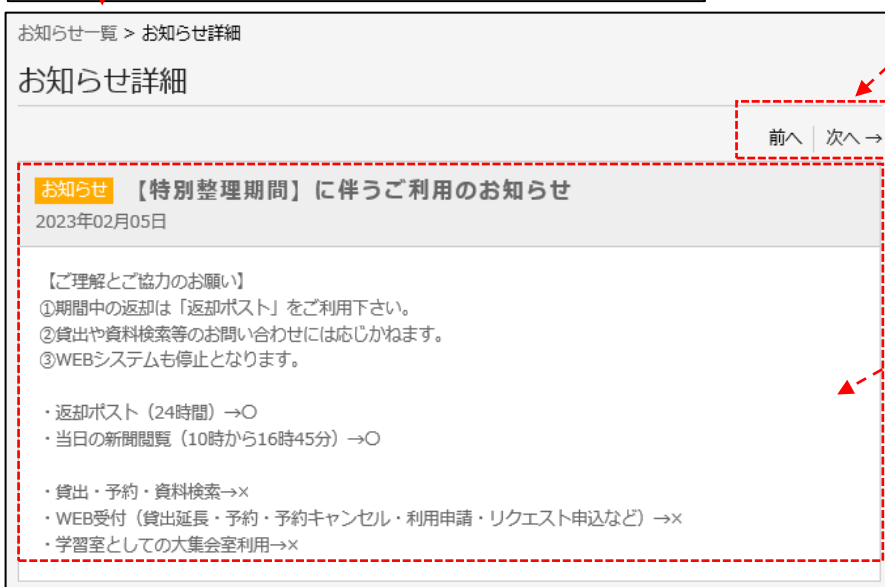 お知らせ一覧 > お知らせ詳細
お知らせ詳細
前へ 次へ→
お知らせ 【特別整理期間】に伴うご利用のお知らせ
2023年02月05日
【ご理解とご協力のお願い】
①期間中の返却は「返却ポスト」をご利用下さい。
②貸出や資料検索等のお問い合わせには応じかねます。
③WEBシステムも停止となります。
・返却ポスト（24時間）→○
・当日の新聞閲覧（10時から16時45分）→○
・貸出・予約・資料検索→×
・WEB受付（貸出延長・予約・予約キャンセル・利用申請・リクエスト申込など）→×
・学習室としての大集会室利用→×